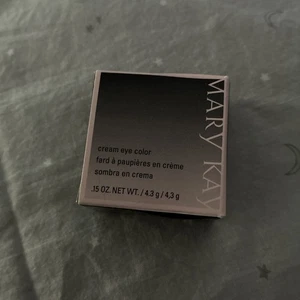 MARY KAY
cream eye color
fard à paupières en crème
sombra en crema
.15 OZ. NET WT. / 4,3 g / 4,3 g